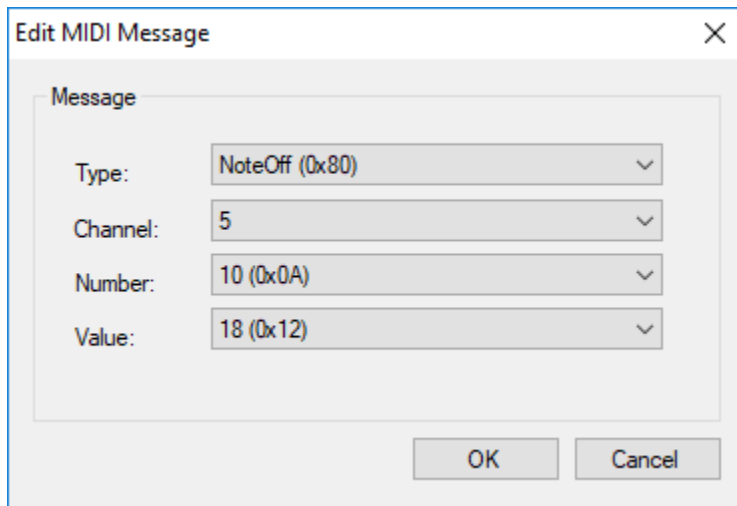 Edit MIDI Message
Message
Type: NoteOff (0x80)
Channel: 5
Number: 10 (0x0A)
Value: 18 (0x12)
OK Cancel